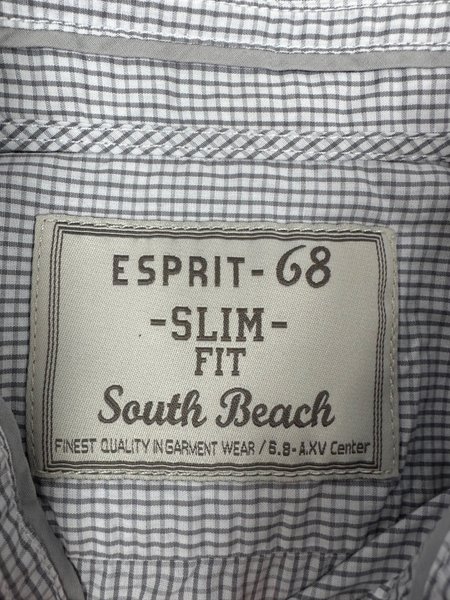 ESPRIT-68
-SLIM-
FIT
South Beach
FINEST QUALITY IN GARMENT WEAR / 6.8-A.XV Center